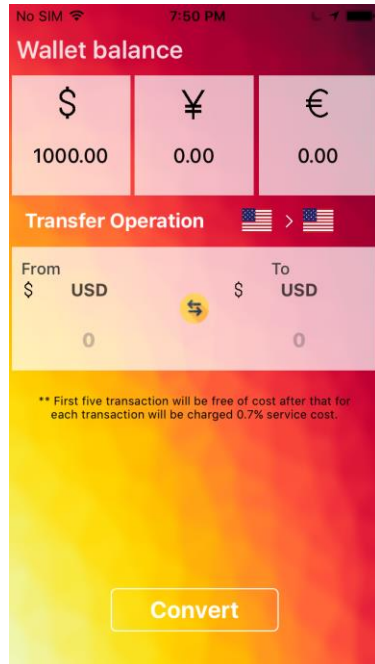 No SIM 7:50 PM
Wallet balance
$ ¥ €
1000.00 0.00 0.00
Transfer Operation >
From To
$ USD $ USD
0 0
** First five transaction will be free of cost after that for
each transaction will be charged 0.7% service cost.
Convert